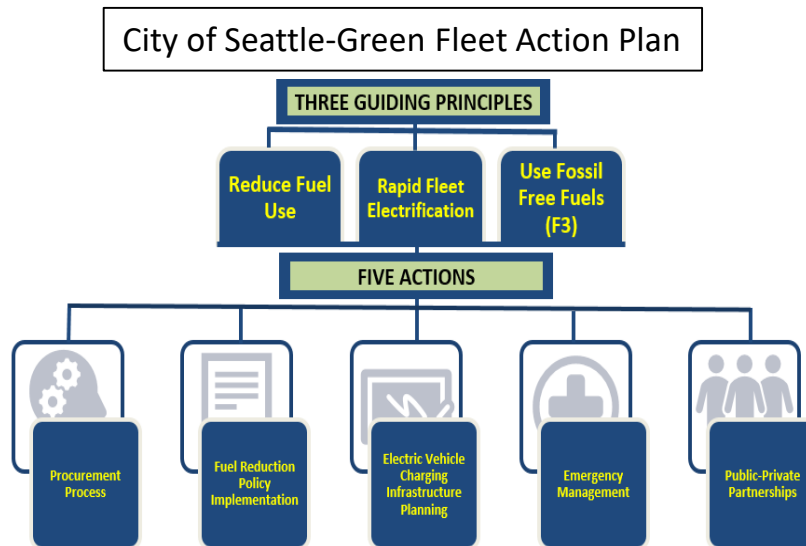 City of Seattle-Green Fleet Action Plan
THREE GUIDING PRINCIPLES
Reduce Fuel
Use
Rapid Fleet
Electrification
Use Fossil
Free Fuels
(F3)
FIVE ACTIONS
Procurement
Process
Fuel Reduction
Policy
Implementation
Electric Vehicle
Charging
Infrastructure
Planning
Emergency
Management
Public-Private
Partnerships